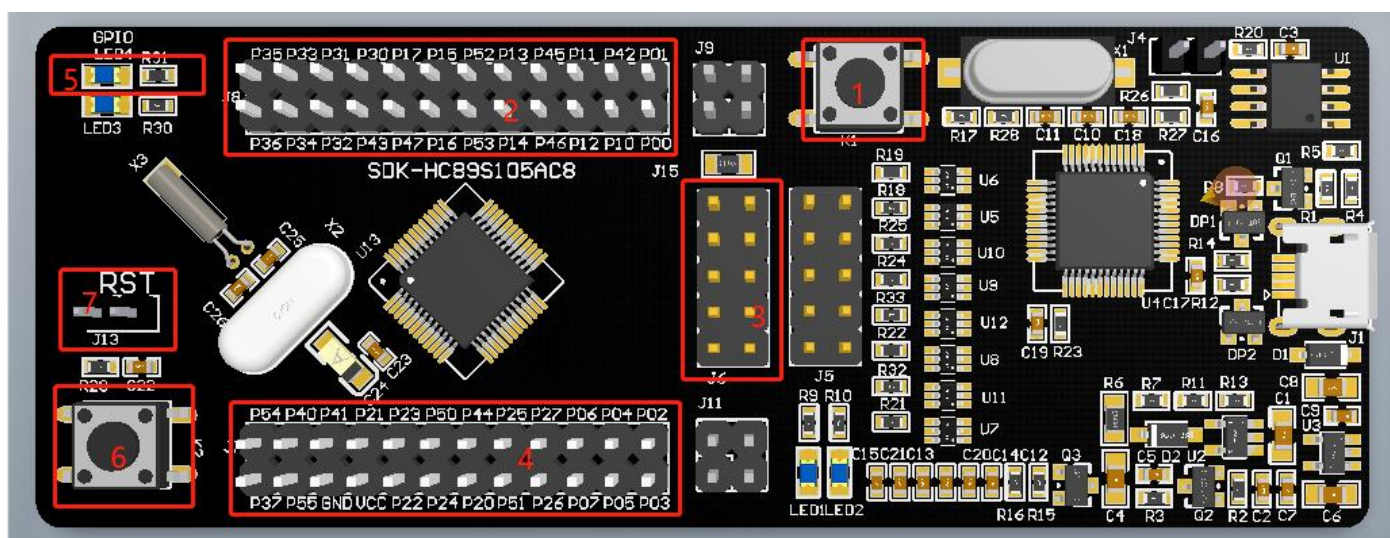 GPIO
LED4 R31
5
LED3 R30
P35 P33 P31 P30 P17 P15 P52 P13 P45 P11 P42 P01
J8
2
P36 P34 P32 P43 P47 P16 P53 P14 P46 P12 P10 P00
SDK-HC89S105AC8
J15
J9
1
K1
X1
J4
R20 C3
U1
R26
R17 R28 C11 C10 C18 R27 C16
R5
Q1
R8
DP1
R1 R4
R14
R12
C17
U4
DP2
J1
D1
X3
C25
X2
U13
C26
C24
C23
RST
7
J13
C22
6
3
J6
J5
R19
R18
R25
R24
R33
R22
R32
R21
U6
U5
U10
U9
U12
U8
U11
U7
C19 R23
P54 P40 P41 P21 P23 P50 P44 P25 P27 P06 P04 P02
4
P37 P55 GND VCC P22 P24 P20 P51 P26 P07 P05 P03
J11
R9 R10
LED1 LED2
C15 C21 C13 C20 C14 C12
R16 R15
Q3
R6 R7 R11 R13
C1
C8
C9
U3
C5 D2 U2
C4 R3 Q2 R2 C2 C7 C6